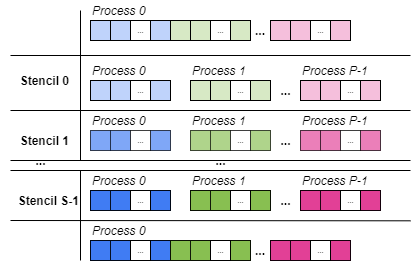 Process 0
... ... ... ...
Process 0 Process 1 Process P-1
Stencil 0
... ... ... ...
Process 0 Process 1 Process P-1
Stencil 1
... ... ... ...
... ...
Process 0 Process 1 Process P-1
Stencil S-1
... ... ... ...
Process 0
... ... ... ...